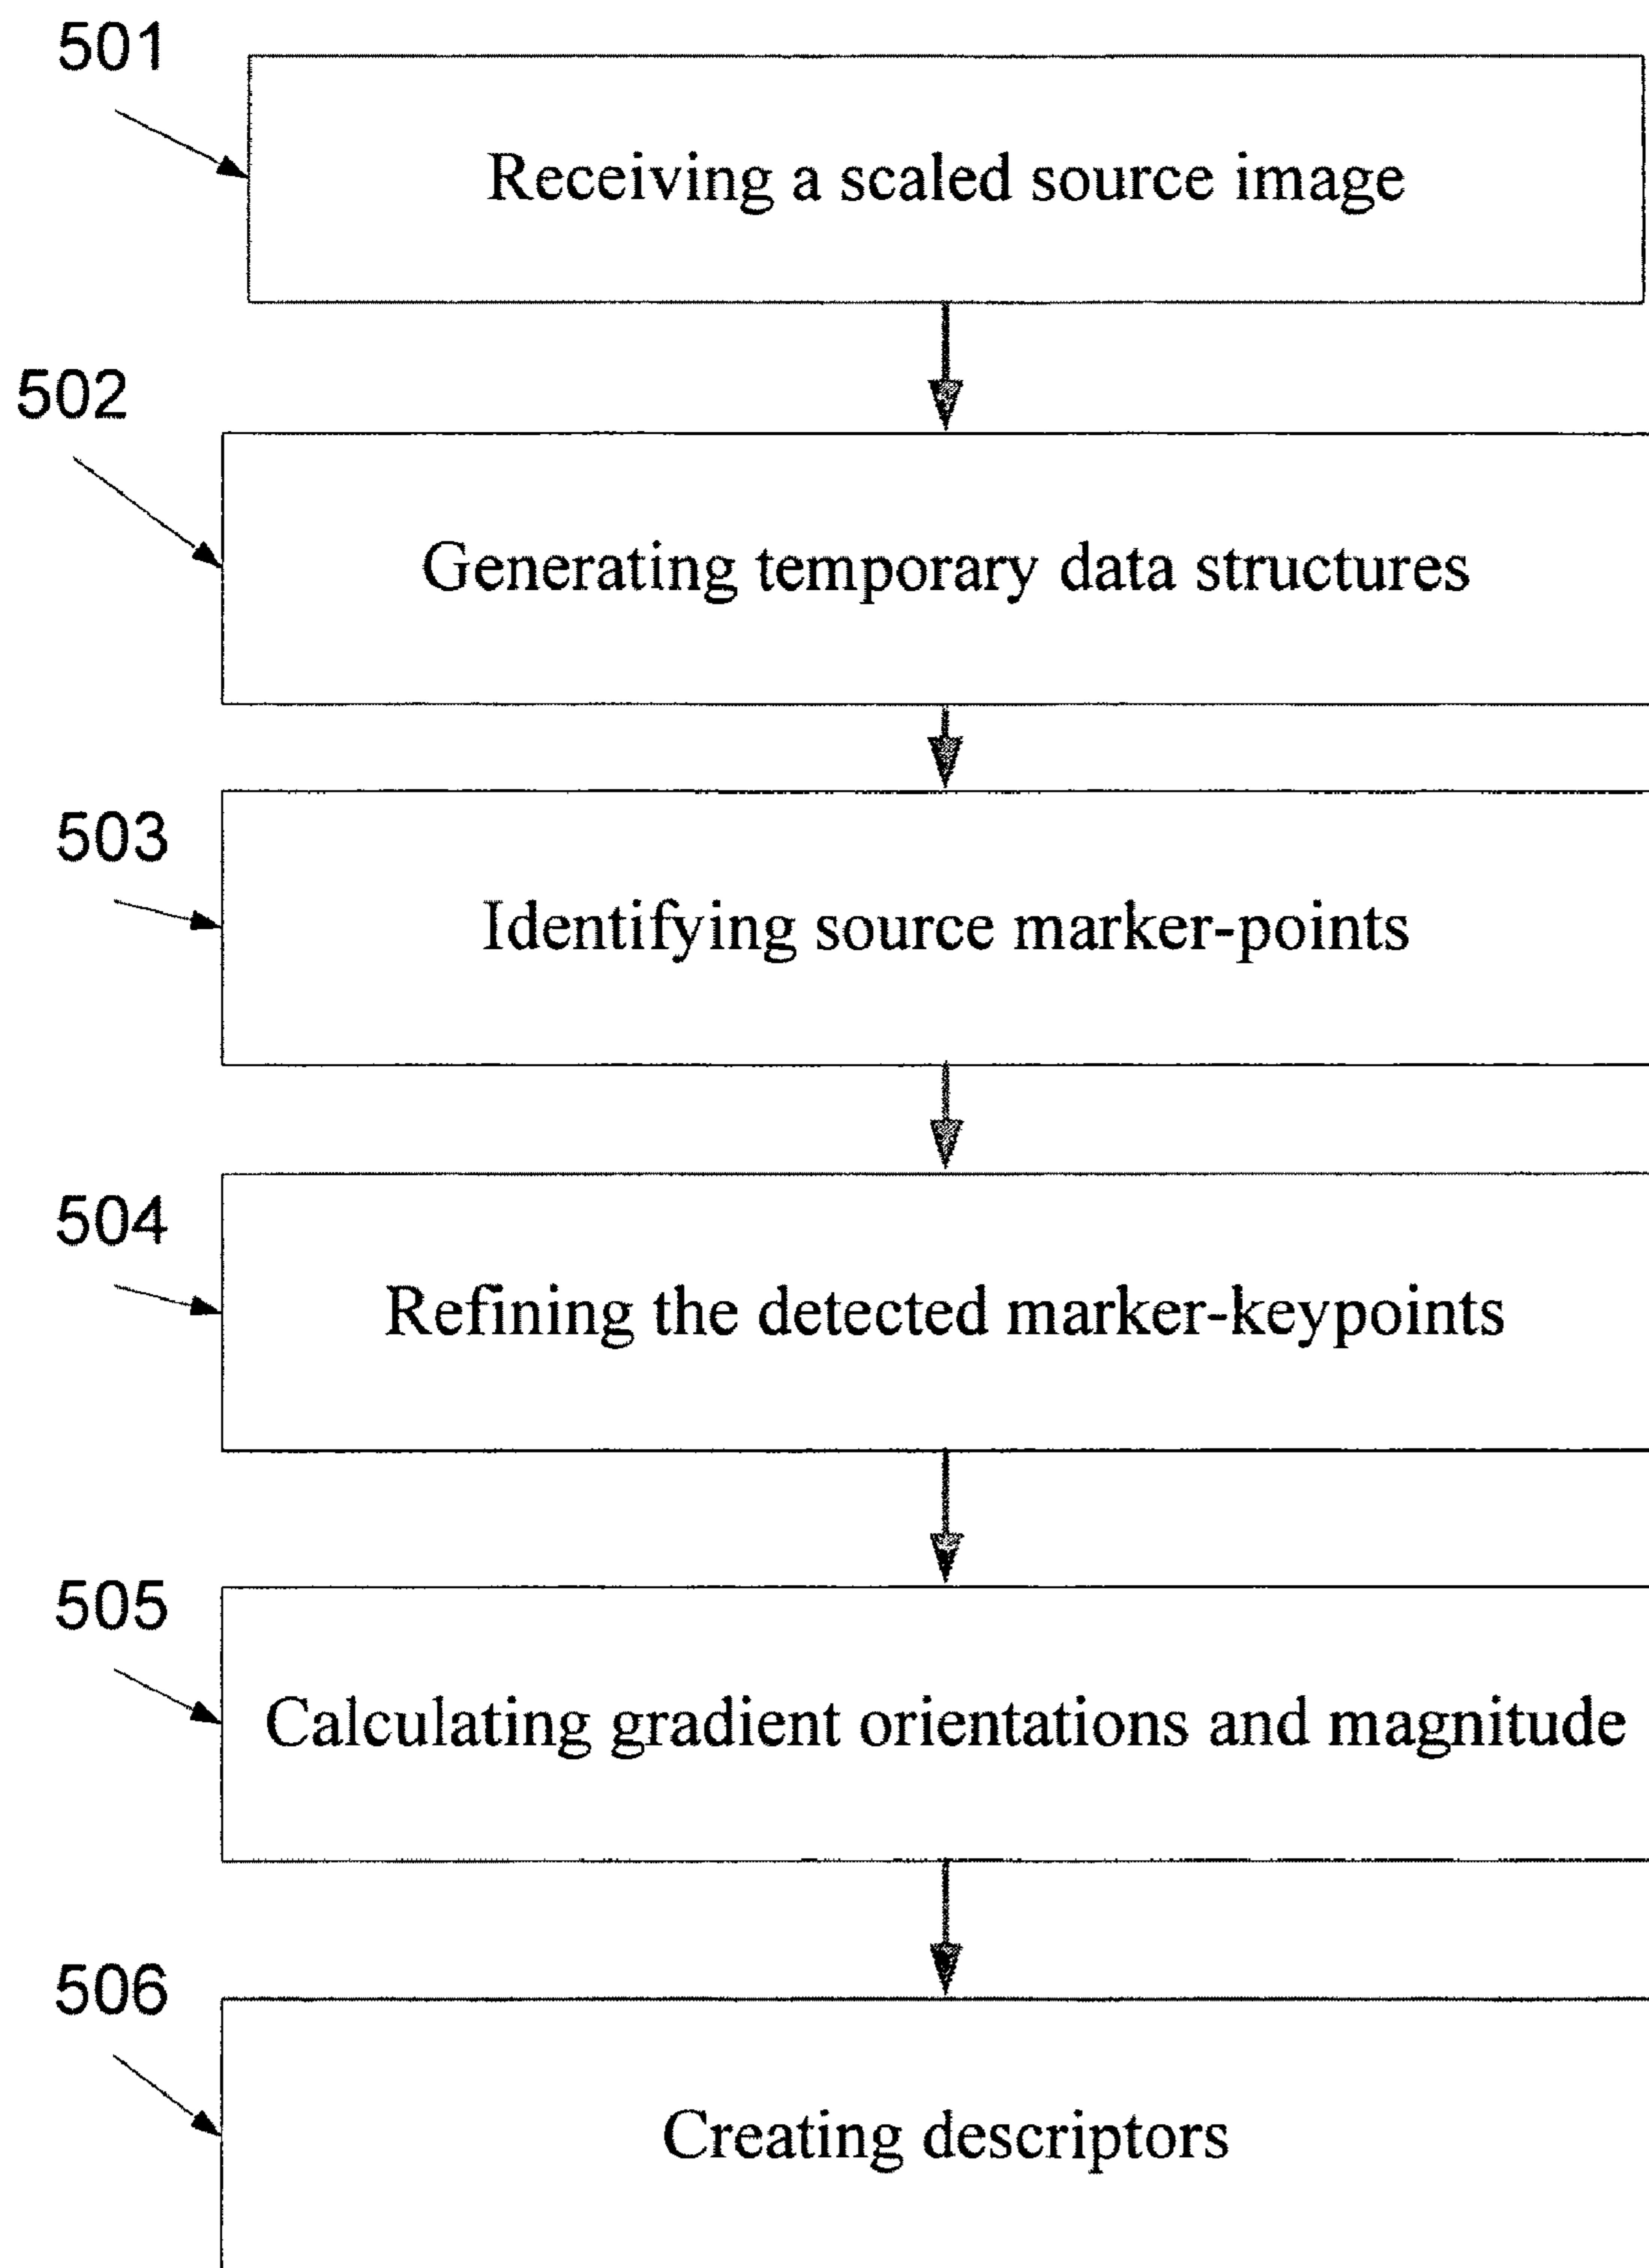 501
Receiving a scaled source image
502
Generating temporary data structures
503
Identifying source marker-points
504
Refining the detected marker-keypoints
505
Calculating gradient orientations and magnitude
506
Creating descriptors